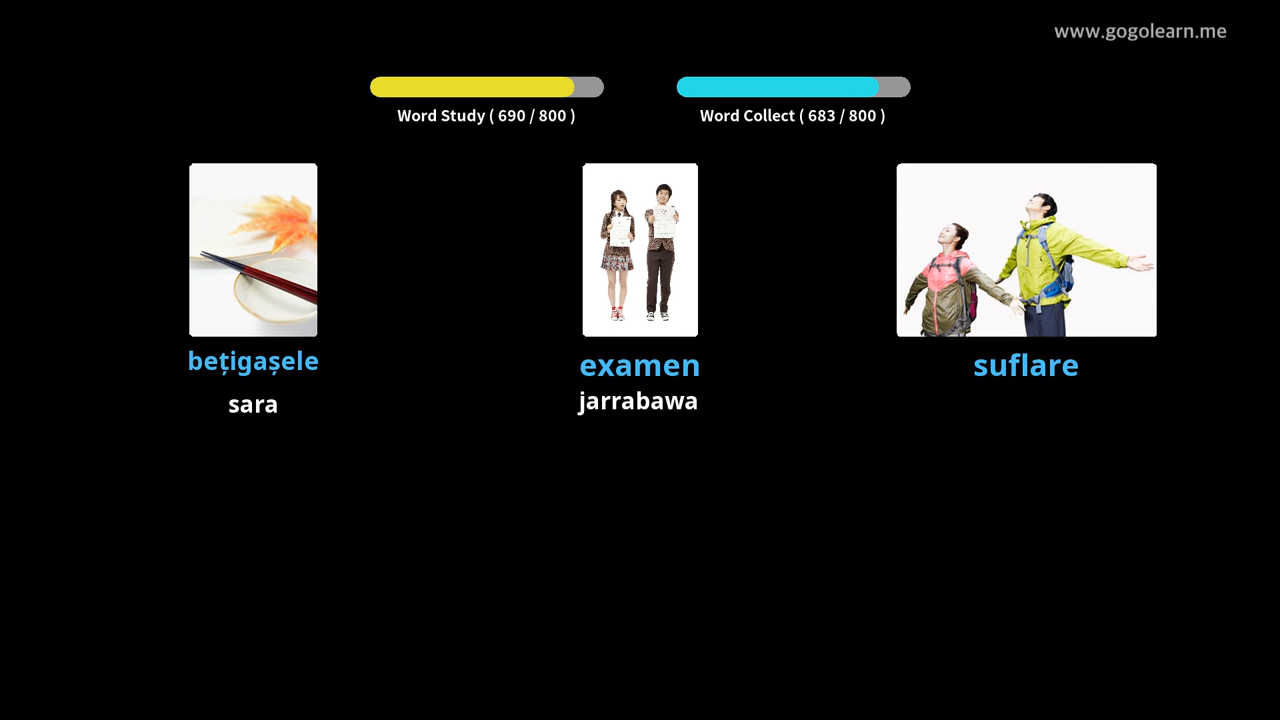 www.gogolearn.me
Word Study ( 690 / 800 )
Word Collect ( 683 / 800 )
bețigașele
examen
suflare
sara
jarrabawa